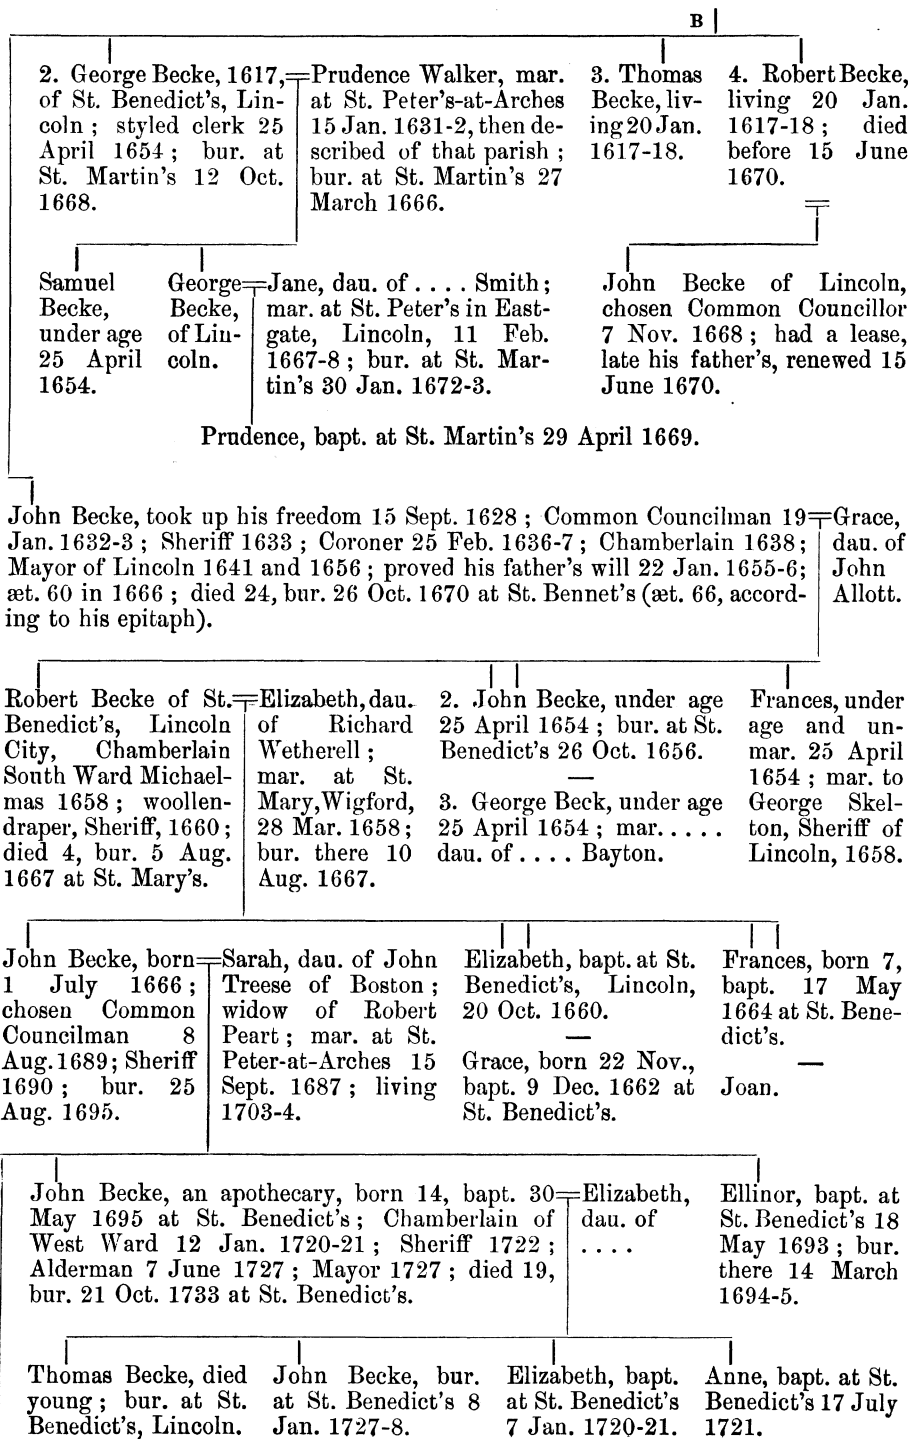 B
2. George Becke, 1617,
of St. Benedict's, Lin-
coln ; styled clerk 25
April 1654 ; bur. at
St. Martin's 12 Oct.
1668.
Prudence Walker, mar.
at St. Peter's-at-Arches
15 Jan. 1631-2, then de-
scribed of that parish ;
bur. at St. Martin's 27
March 1666.
3. Thomas
Becke, liv-
ing 20 Jan.
1617-18.
4. Robert Becke,
living 20 Jan.
1617-18 ; died
before 15 June
1670.
Samuel
Becke,
under age
25 April
1654.
George
Becke,
of Lin-
coln.
Jane, dau. of . . . . Smith ;
mar. at St. Peter's in East-
gate, Lincoln, 11 Feb.
1667-8 ; bur. at St. Mar-
tin's 30 Jan. 1672-3.
John Becke of Lincoln,
chosen Common Councillor
7 Nov. 1668 ; had a lease,
late his father's, renewed 15
June 1670.
Prudence, bapt. at St. Martin's 29 April 1669.
John Becke, took up his freedom 15 Sept. 1628 ; Common Councilman 19
Jan. 1632-3 ; Sheriff 1633 ; Coroner 25 Feb. 1636-7 ; Chamberlain 1638 ;
Mayor of Lincoln 1641 and 1656 ; proved his father's will 22 Jan. 1655-6;
æt. 60 in 1666 ; died 24, bur. 26 Oct. 1670 at St. Bennet's (æt. 66, accord-
ing to his epitaph).
Grace,
dau. of
John
Allott.
Robert Becke of St.
Benedict's, Lincoln
City, Chamberlain
South Ward Michael-
mas 1658 ; woollen-
draper, Sheriff, 1660 ;
died 4, bur. 5 Aug.
1667 at St. Mary's.
Elizabeth, dau.
of Richard
Wetherell ;
mar. at St.
Mary, Wigford,
28 Mar. 1658 ;
bur. there 10
Aug. 1667.
2. John Becke, under age
25 April 1654 ; bur. at St.
Benedict's 26 Oct. 1656.
—
3. George Beck, under age
25 April 1654 ; mar. . . . .
dau. of . . . . Bayton.
Frances, under
age and un-
mar. 25 April
1654 ; mar. to
George Skel-
ton, Sheriff of
Lincoln, 1658.
John Becke, born
1 July 1666 ;
chosen Common
Councilman 8
Aug. 1689 ; Sheriff
1690 ; bur. 25
Aug. 1695.
Sarah, dau. of John
Treese of Boston ;
widow of Robert
Peart ; mar. at St.
Peter-at-Arches 15
Sept. 1687 ; living
1703-4.
Elizabeth, bapt. at St.
Benedict's, Lincoln,
20 Oct. 1660.
—
Grace, born 22 Nov.,
bapt. 9 Dec. 1662 at
St. Benedict's.
Frances, born 7,
bapt. 17 May
1664 at St. Bene-
dict's.
—
Joan.
John Becke, an apothecary, born 14, bapt. 30
May 1695 at St. Benedict's ; Chamberlain of
West Ward 12 Jan. 1720-21 ; Sheriff 1722 ;
Alderman 7 June 1727 ; Mayor 1727 ; died 19,
bur. 21 Oct. 1733 at St. Benedict's.
Elizabeth,
dau. of
. . . .
Ellinor, bapt. at
St. Benedict's 18
May 1693 ; bur.
there 14 March
1694-5.
Thomas Becke, died
young ; bur. at St.
Benedict's, Lincoln.
John Becke, bur.
at St. Benedict's 8
Jan. 1727-8.
Elizabeth, bapt.
at St. Benedict's
7 Jan. 1720-21.
Anne, bapt. at St.
Benedict's 17 July
1721.